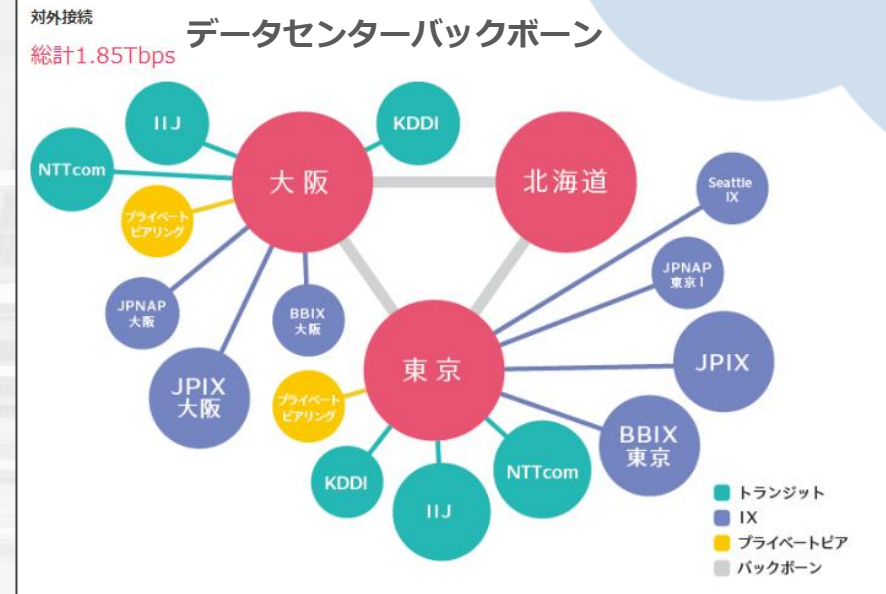 対外接続
データセンターバックボーン
総計1.85Tbps
IIJ
KDDI
NTTcom
大阪
北海道
Seattle
IX
プライベート
ピアリング
JPNAP
東京I
JPNAP
大阪
BBIX
大阪
JPIX
東京
JPIX
大阪
プライベート
ピアリング
BBIX
東京
KDDI
IIJ
NTTcom
トランジット
IX
プライベートピア
バックボーン